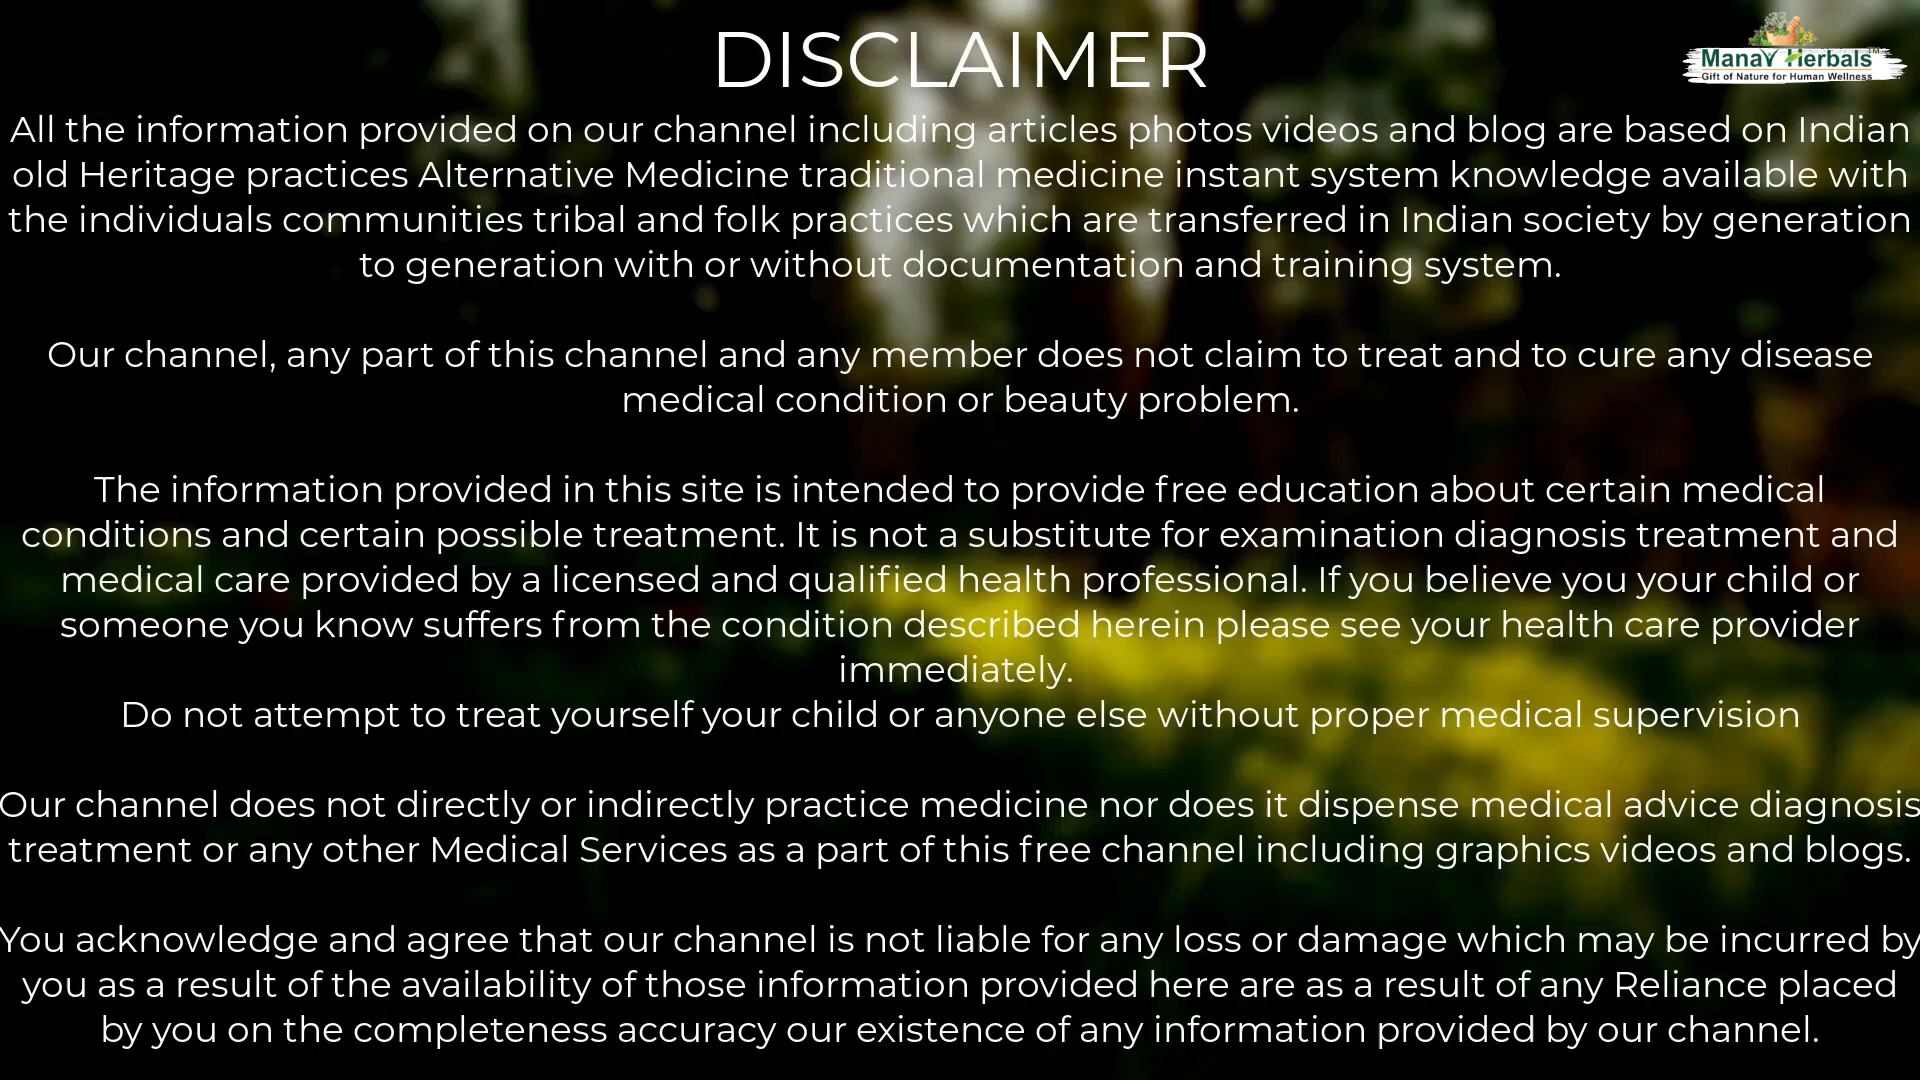 DISCLAIMER
Manav Herbals
Gift of Nature for Human Wellness
All the information provided on our channel including articles photos videos and blog are based on Indian
old Heritage practices Alternative Medicine traditional medicine instant system knowledge available with
the individuals communities tribal and folk practices which are transferred in Indian society by generation
to generation with or without documentation and training system.
Our channel, any part of this channel and any member does not claim to treat and to cure any disease
medical condition or beauty problem.
The information provided in this site is intended to provide free education about certain medical
conditions and certain possible treatment. It is not a substitute for examination diagnosis treatment and
medical care provided by a licensed and qualified health professional. If you believe you your child or
someone you know suffers from the condition described herein please see your health care provider
immediately.
Do not attempt to treat yourself your child or anyone else without proper medical supervision
Our channel does not directly or indirectly practice medicine nor does it dispense medical advice diagnosis
treatment or any other Medical Services as a part of this free channel including graphics videos and blogs.
You acknowledge and agree that our channel is not liable for any loss or damage which may be incurred by
you as a result of the availability of those information provided here are as a result of any Reliance placed
by you on the completeness accuracy our existence of any information provided by our channel.